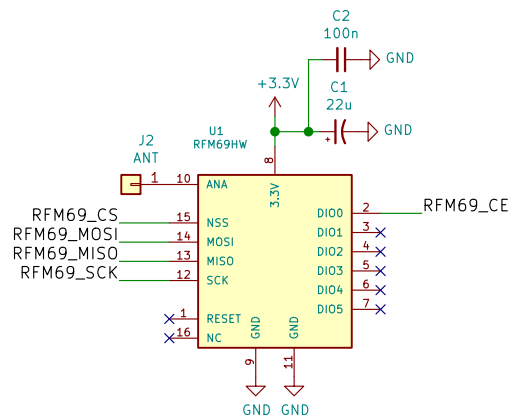 C2
100n
GND
+3.3V
C1
22u
+
GND
U1
RFM69HW
J2
ANT
1
10 ANA
8
3.3V
RFM69_CS 15 NSS
RFM69_MOSI 14 MOSI
RFM69_MISO 13 MISO
RFM69_SCK 12 SCK
1 RESET
16 NC
DIO0 2 RFM69_CE
DIO1 3
DIO2 4
DIO3 5
DIO4 6
DIO5 7
GND
GND
9
11
GND
GND